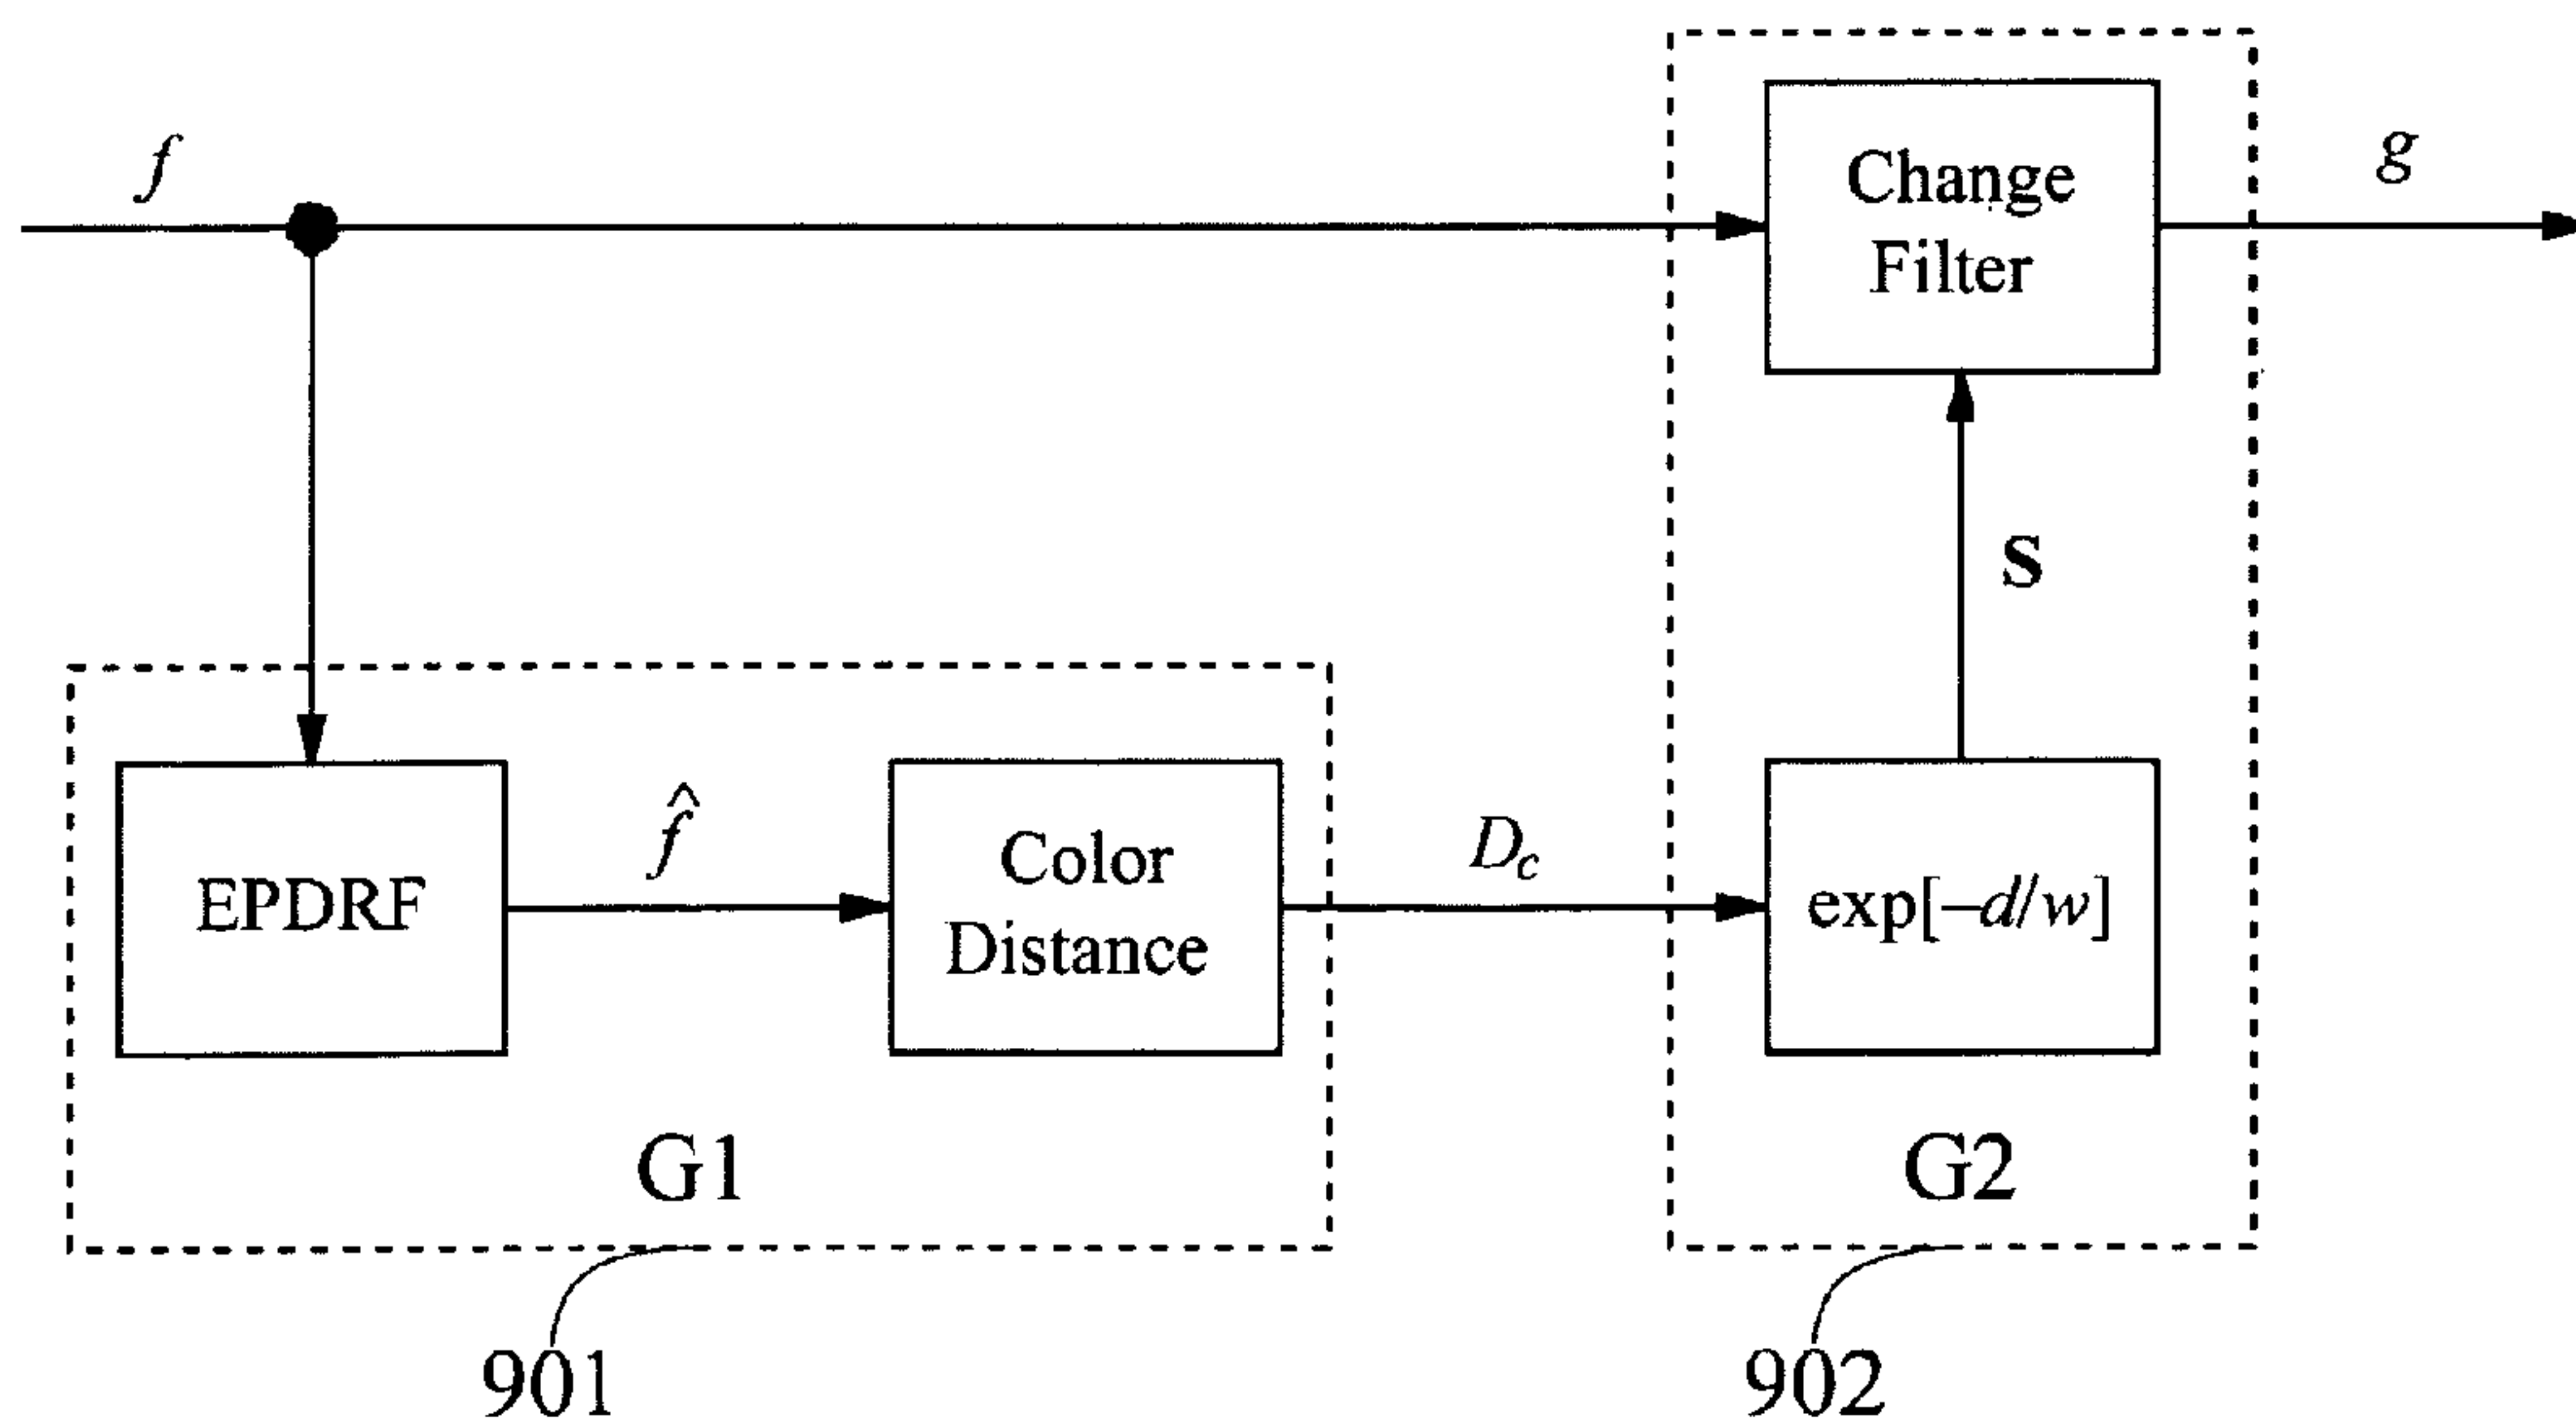 f
g
Change
Filter
S
f̂
D_c
EPDRF
Color
Distance
exp[–d/w]
G1
G2
901
902